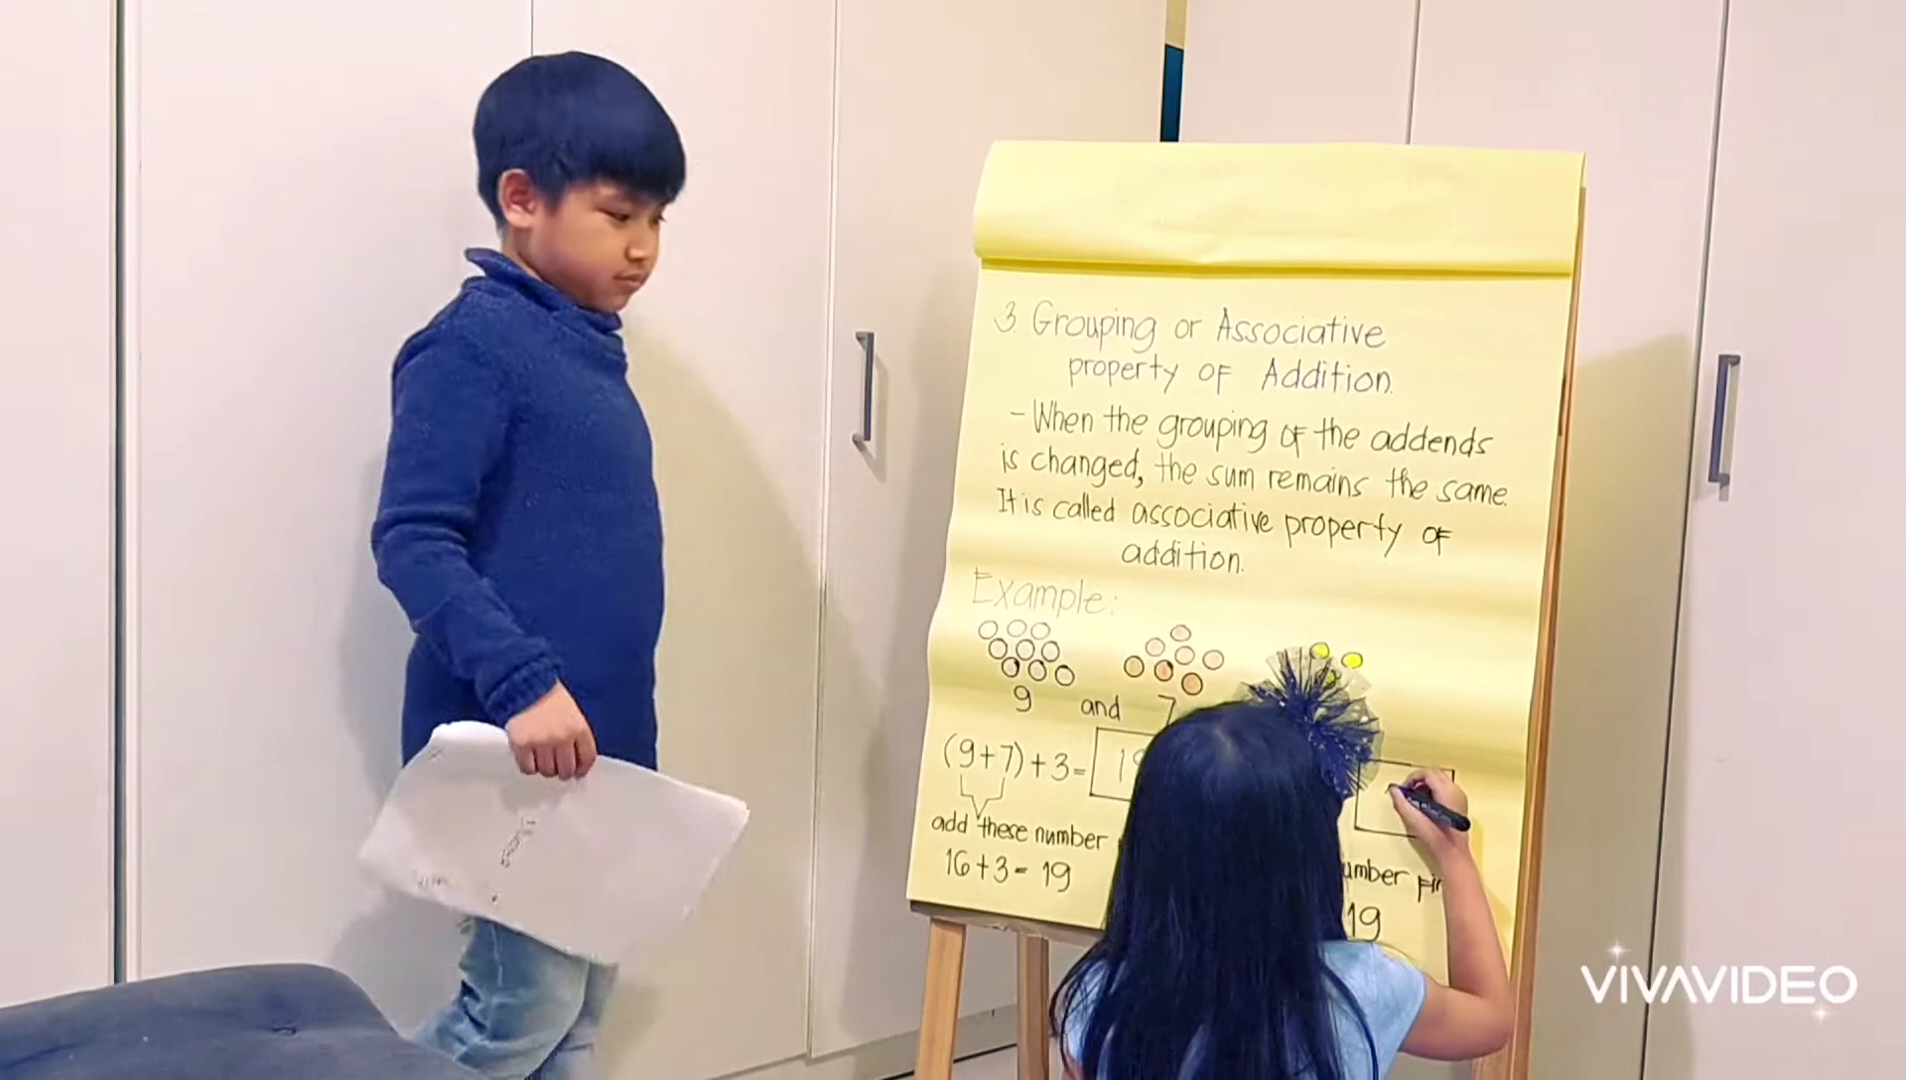 3. Grouping or Associative
property of Addition.
- When the grouping of the addends
is changed, the sum remains the same.
It is called associative property of
addition.
Example:
9 and 7
(9+7)+3=
add these number
16+3= 19
19
VIVAVIDEO